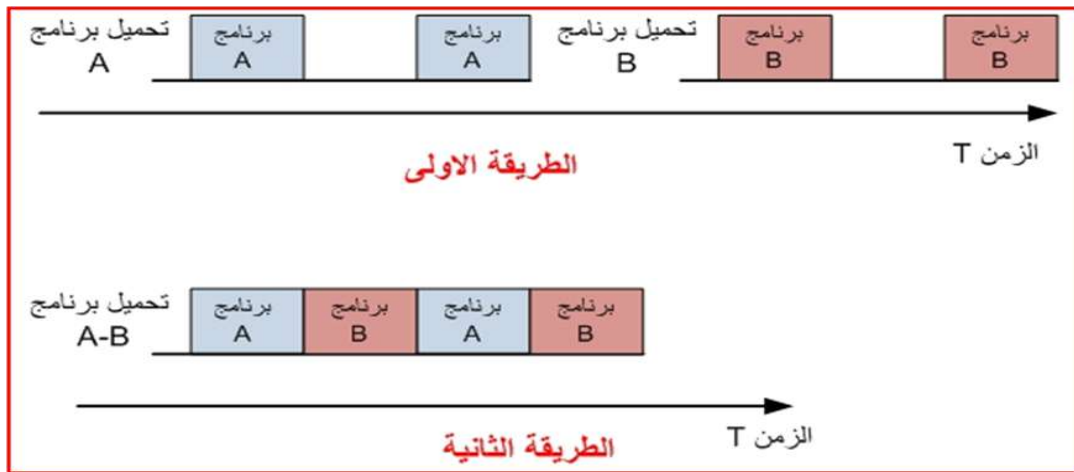 تحميل برنامج
A
برنامج
A
برنامج
A
تحميل برنامج
B
برنامج
B
برنامج
B
الزمن T
الطريقة الاولى
تحميل برنامج
A-B
برنامج
A
برنامج
B
برنامج
A
برنامج
B
الزمن T
الطريقة الثانية